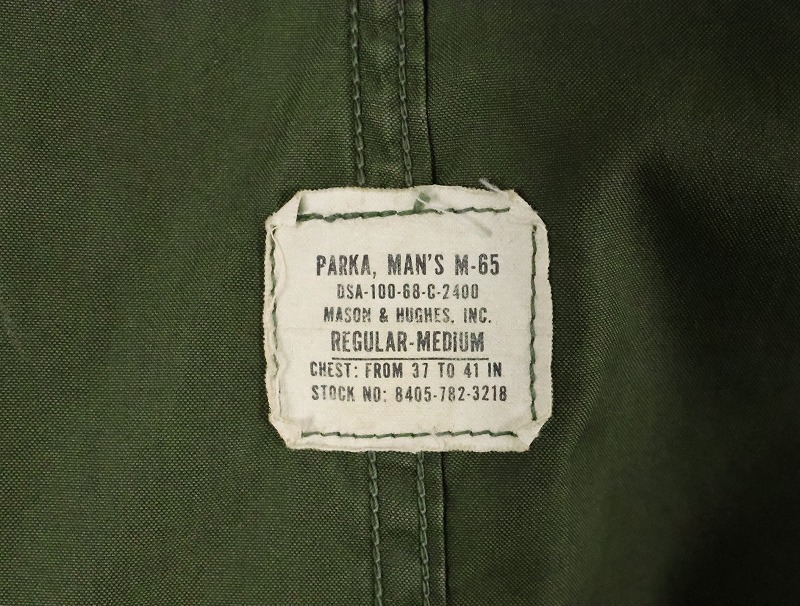 PARKA, MAN'S M-65
DSA-100-68-C-2400
MASON & HUGHES, INC.
REGULAR-MEDIUM
CHEST: FROM 37 TO 41 IN
STOCK NO: 8405-782-3218